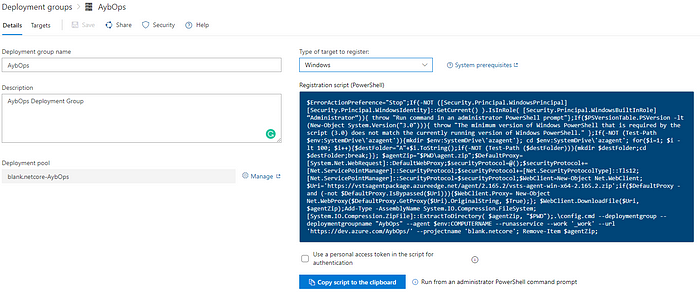 Deployment groups > AybOps
Details Targets Save Share Security Help
Deployment group name
AybOps
Description
AybOps Deployment Group
Deployment pool
blank.netcore-AybOps
Manage
Type of target to register:
Windows
System prerequisites
Registration script (PowerShell)
$ErrorActionPreference="Stop";If(-NOT ([Security.Principal.WindowsPrincipal]
[Security.Principal.WindowsIdentity]::GetCurrent() ).IsInRole( [Security.Principal.WindowsBuiltInRole]
"Administrator")){ throw "Run command in an administrator PowerShell prompt"};If($PSVersionTable.PSVersion -lt
(New-Object System.Version("3.0"))){ throw "The minimum version of Windows PowerShell that is required by the
script (3.0) does not match the currently running version of Windows PowerShell." };If(-NOT (Test-Path
$env:SystemDrive\'azagent')){mkdir $env:SystemDrive\'azagent'}; cd $env:SystemDrive\'azagent'; for($i=1; $i -
lt 100; $i++){$destFolder="A"+$i.ToString();if(-NOT (Test-Path ($destFolder))){mkdir $destFolder;cd
$destFolder;break;}}; $agentZip="$PWD\agent.zip";$DefaultProxy=
[System.Net.WebRequest]::DefaultWebProxy;$securityProtocol=@();$securityProtocol+=
[Net.ServicePointManager]::SecurityProtocol;$securityProtocol+=[Net.SecurityProtocolType]::Tls12;
[Net.ServicePointManager]::SecurityProtocol=$securityProtocol;$WebClient=New-Object Net.WebClient;
$Uri='https://vstsagentpackage.azureedge.net/agent/2.165.2/vsts-agent-win-x64-2.165.2.zip';if($DefaultProxy -
and (-not $DefaultProxy.IsBypassed($Uri))){$WebClient.Proxy= New-Object
Net.WebProxy($DefaultProxy.GetProxy($Uri).OriginalString, $True);}; $WebClient.DownloadFile($Uri,
$agentZip);Add-Type -AssemblyName System.IO.Compression.FileSystem;
[System.IO.Compression.ZipFile]::ExtractToDirectory( $agentZip, "$PWD");.\config.cmd --deploymentgroup --
deploymentgroupname "AybOps" --agent $env:COMPUTERNAME --runasservice --work '_work' --url
'https://dev.azure.com/AybOps/' --projectname 'blank.netcore'; Remove-Item $agentZip;
Use a personal access token in the script for
authentication
Copy script to the clipboard
Run from an administrator PowerShell command prompt